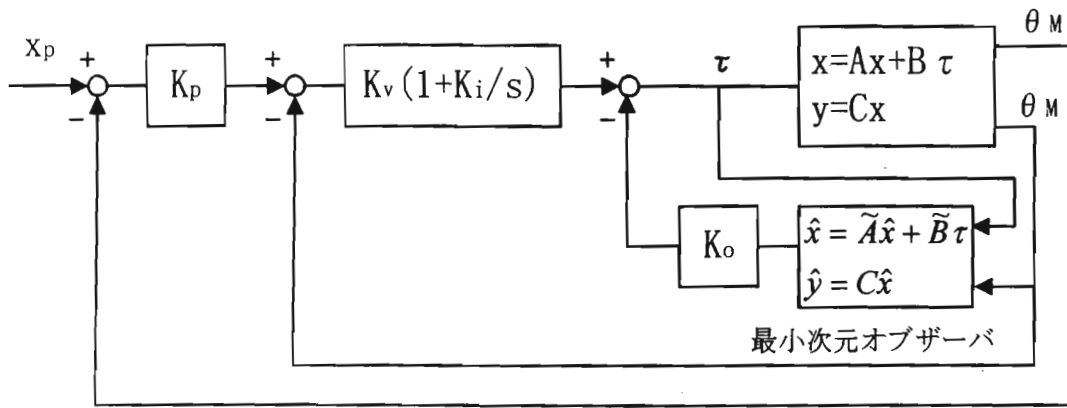 θM
xp
+
−
Kp
+
−
Kv(1+Ki/s)
+
−
τ
x=Ax+Bτ
y=Cx
θM
Ko
x̂ = Ãx̂ + B̃τ
ŷ = Cx̂
最小次元オブザーバ